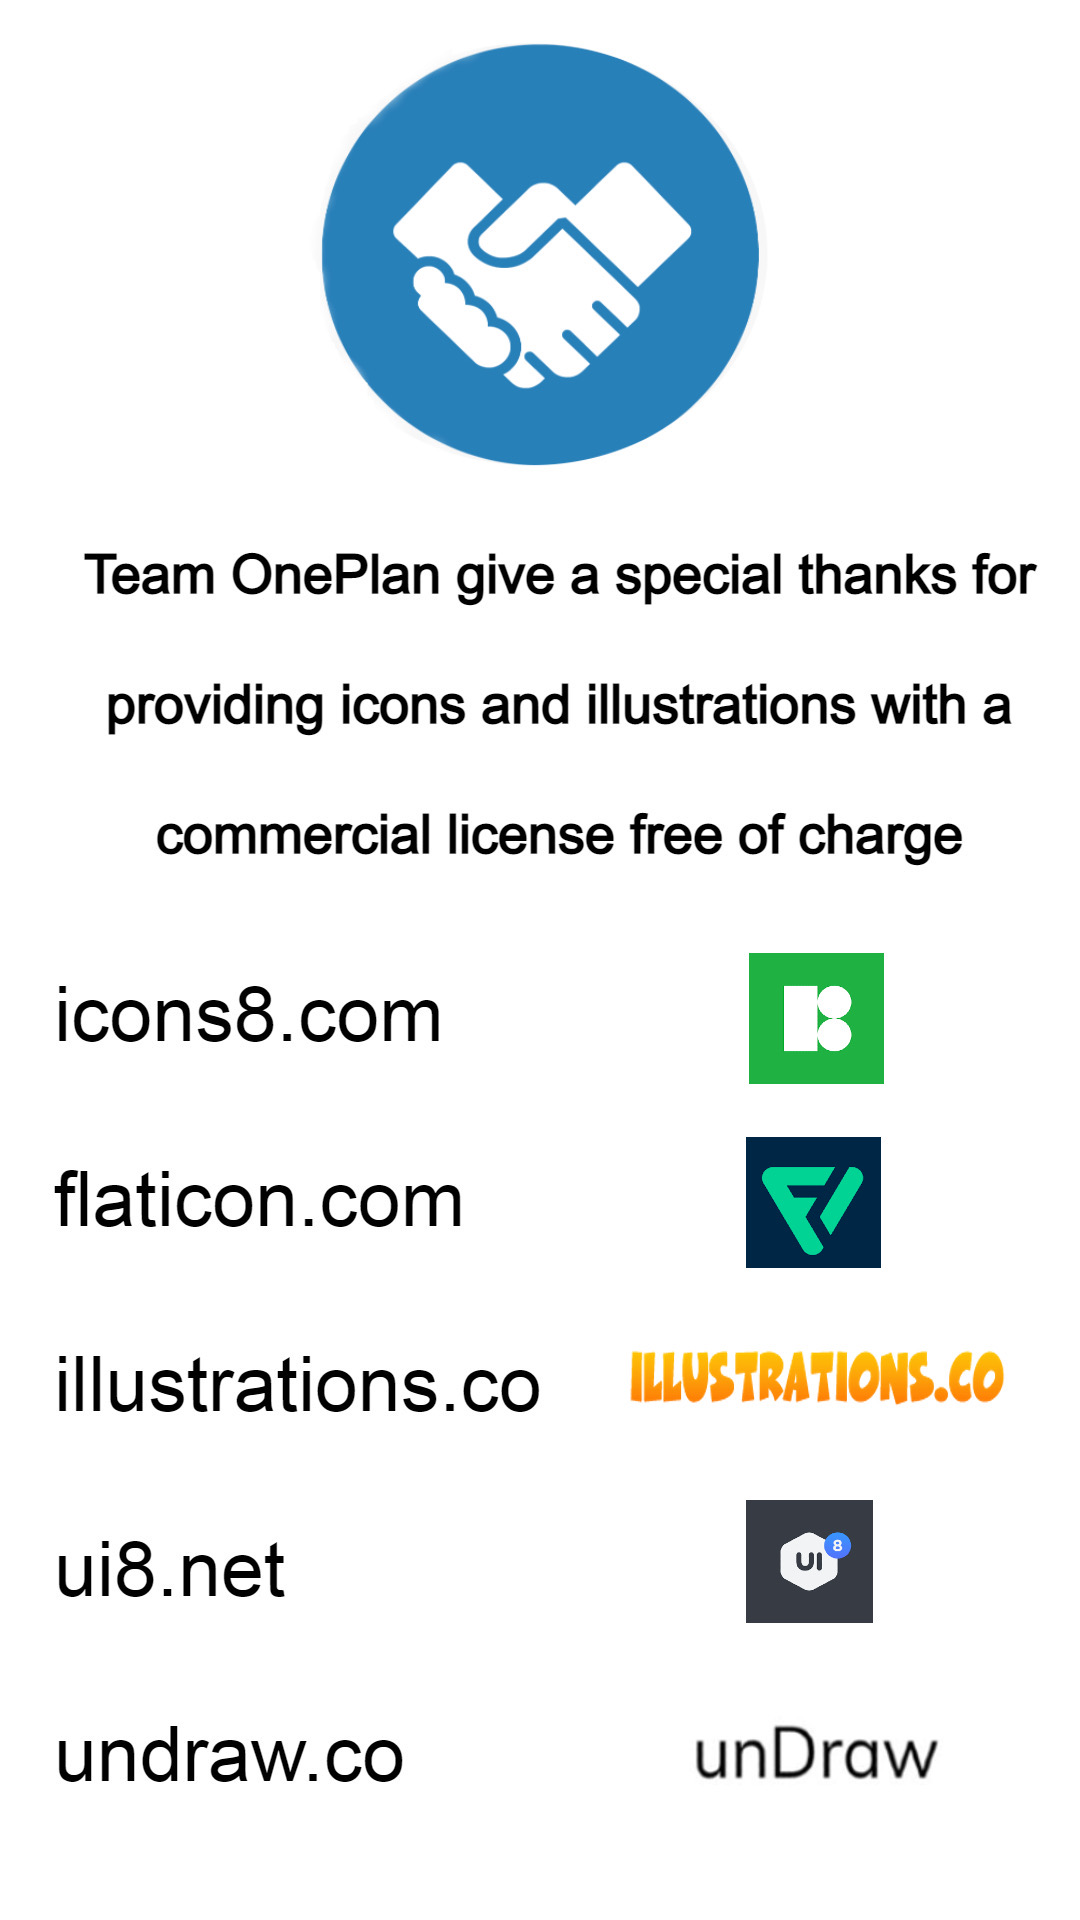 Team OnePlan give a special thanks for
providing icons and illustrations with a
commercial license free of charge
icons8.com
flaticon.com
illustrations.co
ILLUSTRATIONS.CO
ui8.net
UI 8
undraw.co
unDraw